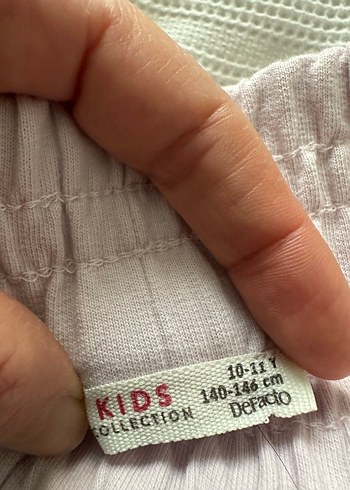 KIDS
COLLECTION
10-11 Y
140-146 cm
DeFacto